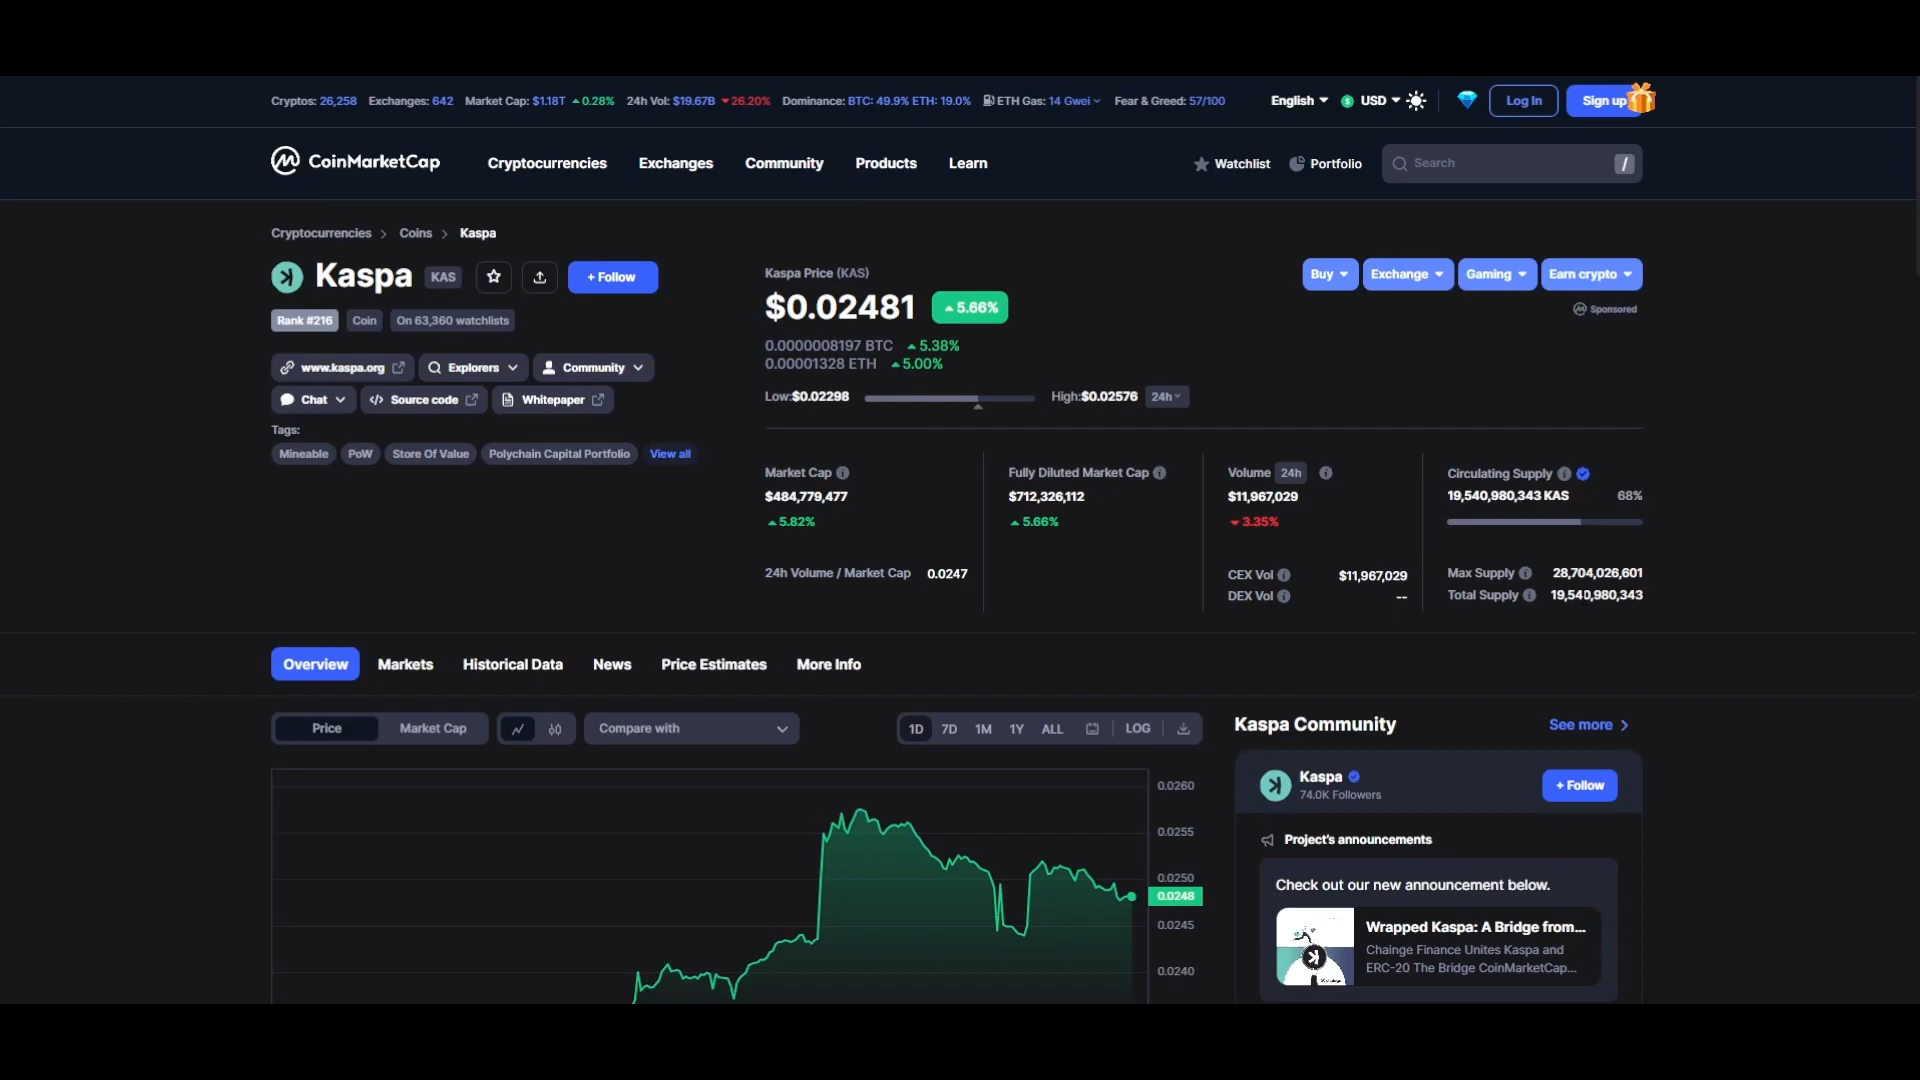 Cryptos: 26,258 Exchanges: 642 Market Cap: $1.18T 0.28% 24h Vol: $19.67B 26.20% Dominance: BTC: 49.9% ETH: 19.0% ETH Gas: 14 Gwei Fear & Greed: 57/100 English USD Log In Sign up
CoinMarketCap Cryptocurrencies Exchanges Community Products Learn Watchlist Portfolio Search /
Cryptocurrencies > Coins > Kaspa
Kaspa KAS + Follow
Rank #216 Coin On 63,360 watchlists
www.kaspa.org Explorers Community
Chat Source code Whitepaper
Tags:
Mineable PoW Store Of Value Polychain Capital Portfolio View all
Kaspa Price (KAS)
$0.02481 5.66%
0.0000008197 BTC 5.38%
0.00001328 ETH 5.00%
Low:$0.02298 High:$0.02576 24h
Buy Exchange Gaming Earn crypto
Sponsored
Market Cap
$484,779,477
5.82%
24h Volume / Market Cap 0.0247
Fully Diluted Market Cap
$712,326,112
5.66%
Volume 24h
$11,967,029
3.35%
CEX Vol $11,967,029
DEX Vol --
Circulating Supply
19,540,980,343 KAS 68%
Max Supply 28,704,026,601
Total Supply 19,540,980,343
Overview Markets Historical Data News Price Estimates More Info
Price Market Cap Compare with 1D 7D 1M 1Y ALL LOG
0.0260
0.0255
0.0250
0.0248
0.0245
0.0240
Kaspa Community See more
Kaspa
74.0K Followers
+ Follow
Project's announcements
Check out our new announcement below.
Wrapped Kaspa: A Bridge from...
Chainge Finance Unites Kaspa and
ERC-20 The Bridge CoinMarketCap...